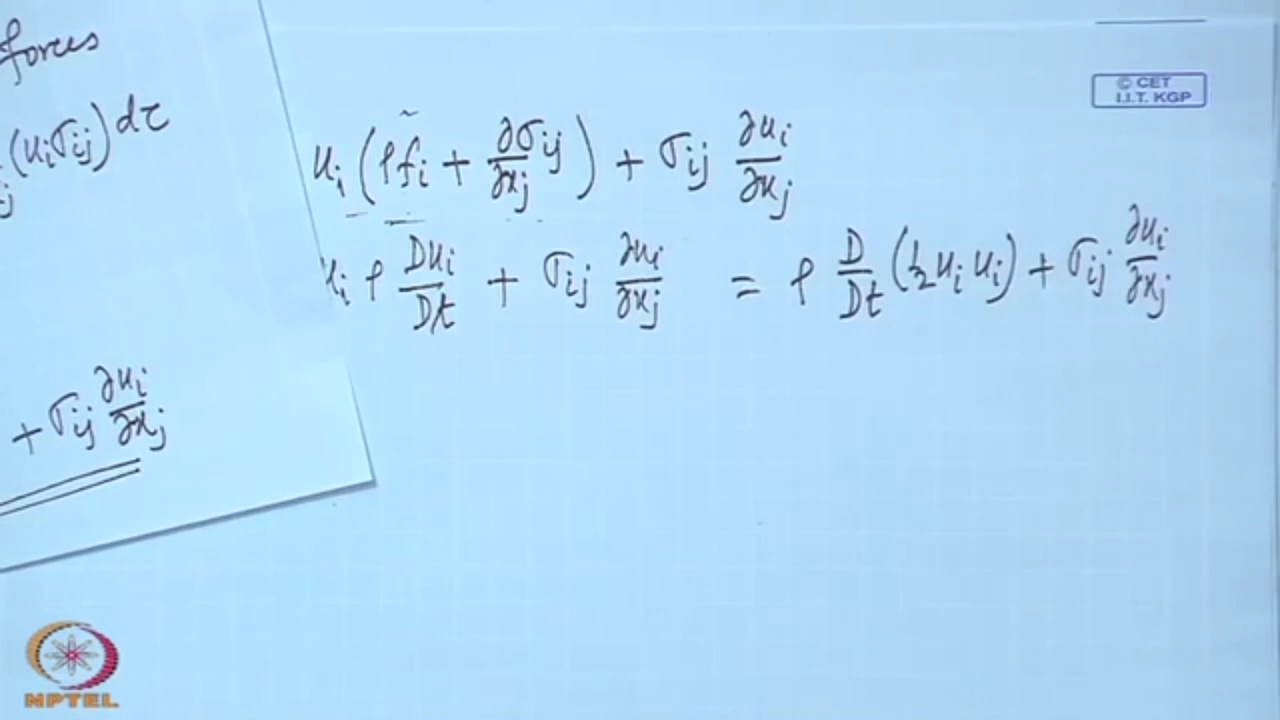 forces
(uᵢσᵢⱼ) dτ
+ σᵢⱼ ∂uᵢ/∂xⱼ
© CET
I.I.T. KGP
uᵢ (ρfᵢ + ∂σᵢⱼ/∂xⱼ) + σᵢⱼ ∂uᵢ/∂xⱼ
uᵢ ρ Duᵢ/Dt + σᵢⱼ ∂uᵢ/∂xⱼ = ρ D/Dt (½ uᵢ uᵢ) + σᵢⱼ ∂uᵢ/∂xⱼ
NPTEL